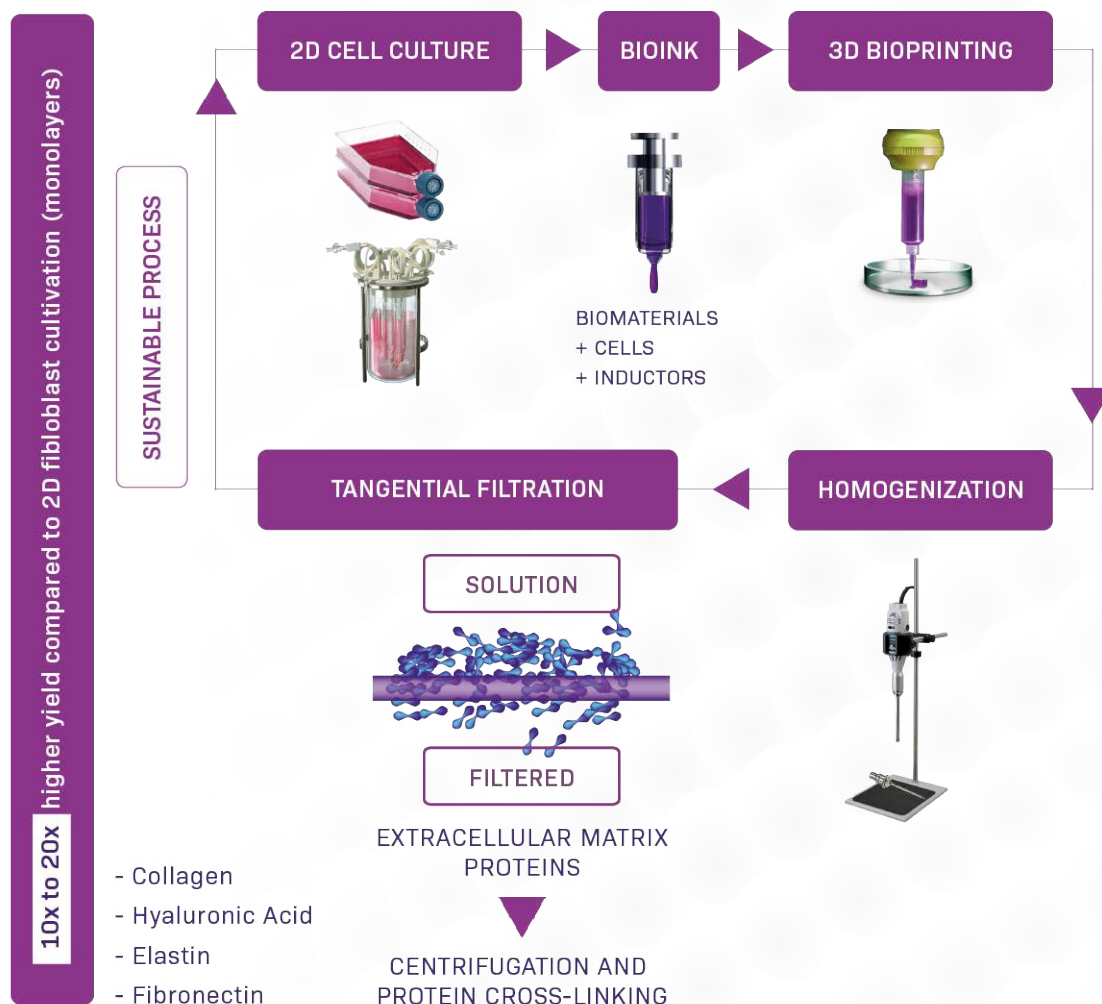 10x to 20x higher yield compared to 2D fibloblast cultivation (monolayers)
SUSTAINABLE PROCESS
2D CELL CULTURE
BIOINK
3D BIOPRINTING
BIOMATERIALS
+ CELLS
+ INDUCTORS
TANGENTIAL FILTRATION
HOMOGENIZATION
SOLUTION
FILTERED
EXTRACELLULAR MATRIX
PROTEINS
- Collagen
- Hyaluronic Acid
- Elastin
- Fibronectin
CENTRIFUGATION AND
PROTEIN CROSS-LINKING